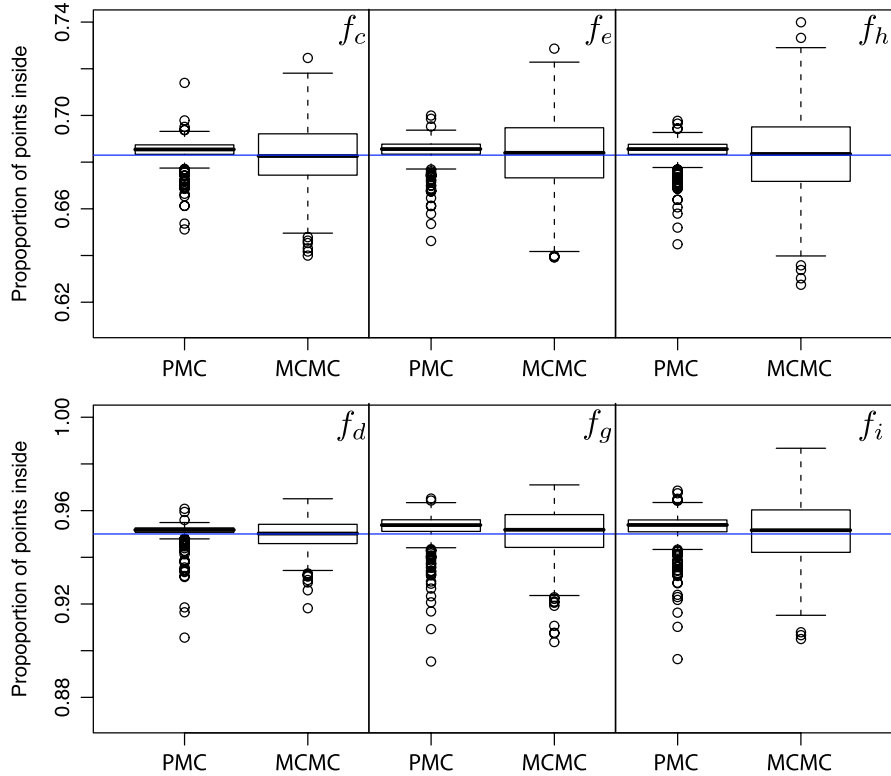 Propoportion of points inside
0.74
0.70
0.66
0.62
f_c
f_e
f_h
PMC MCMC PMC MCMC PMC MCMC
Propoportion of points inside
1.00
0.96
0.92
0.88
f_d
f_g
f_i
PMC MCMC PMC MCMC PMC MCMC